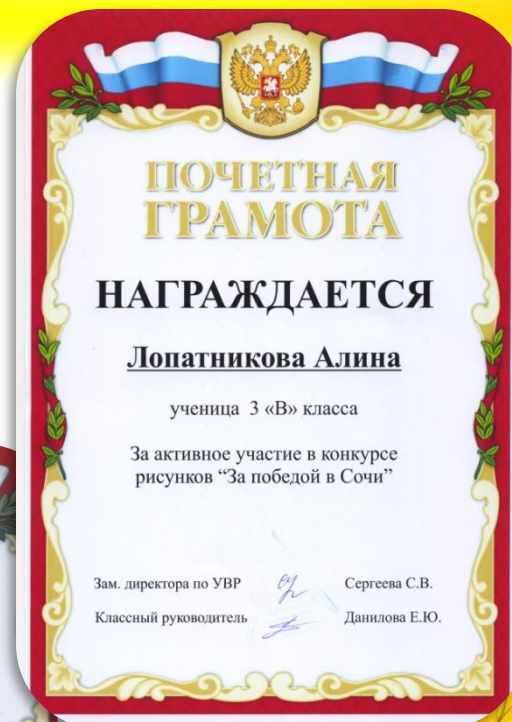 ПОЧЕТНАЯ
ГРАМОТА
НАГРАЖДАЕТСЯ
Лопатникова Алина
ученица 3 «В» класса
За активное участие в конкурсе
рисунков “За победой в Сочи”
Зам. директора по УВР Сергеева С.В.
Классный руководитель Данилова Е.Ю.